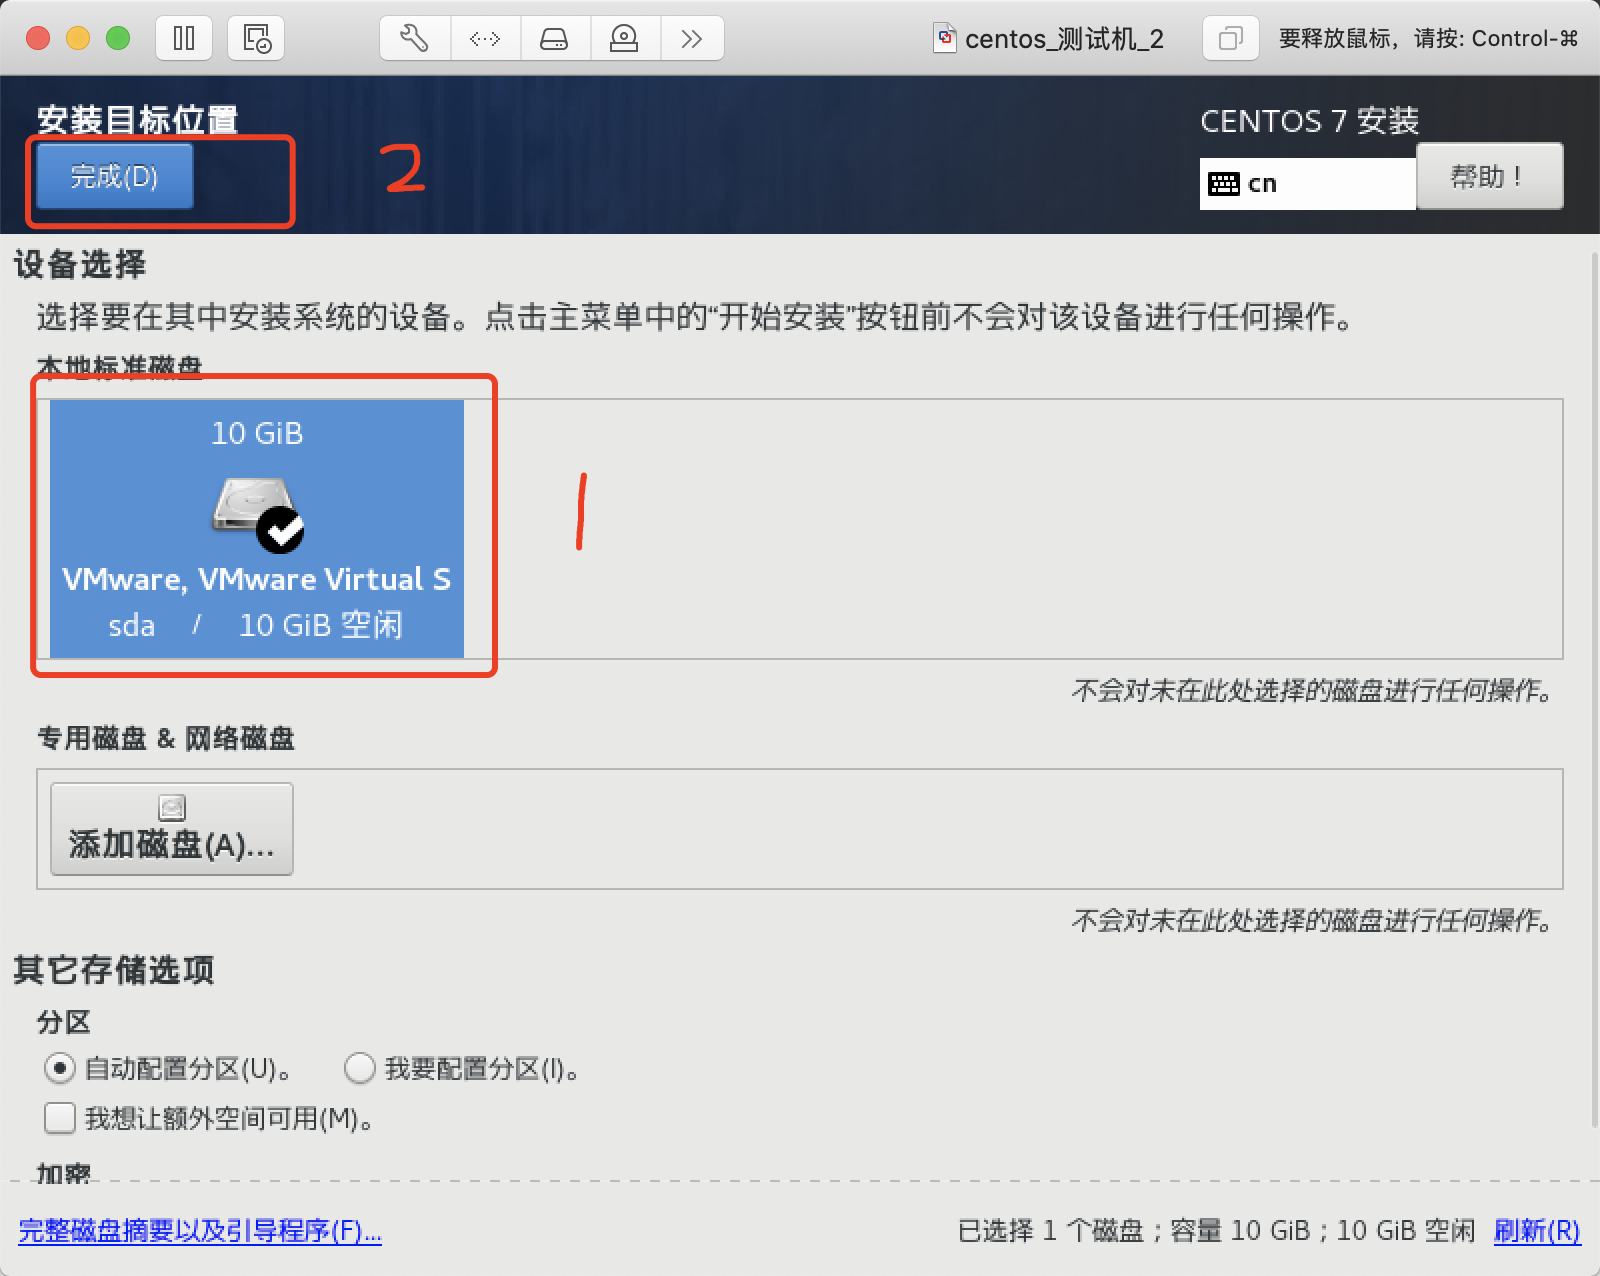 centos_测试机_2
要释放鼠标，请按: Control-⌘
安装目标位置
CENTOS 7 安装
完成(D)
2
cn
帮助！
设备选择
选择要在其中安装系统的设备。点击主菜单中的“开始安装”按钮前不会对该设备进行任何操作。
本地标准磁盘
10 GiB
1
VMware, VMware Virtual S
sda / 10 GiB 空闲
不会对未在此处选择的磁盘进行任何操作。
专用磁盘 & 网络磁盘
添加磁盘(A)...
不会对未在此处选择的磁盘进行任何操作。
其它存储选项
分区
自动配置分区(U)。 我要配置分区(I)。
我想让额外空间可用(M)。
加密
完整磁盘摘要以及引导程序(F)...
已选择 1 个磁盘；容量 10 GiB；10 GiB 空闲 刷新(R)